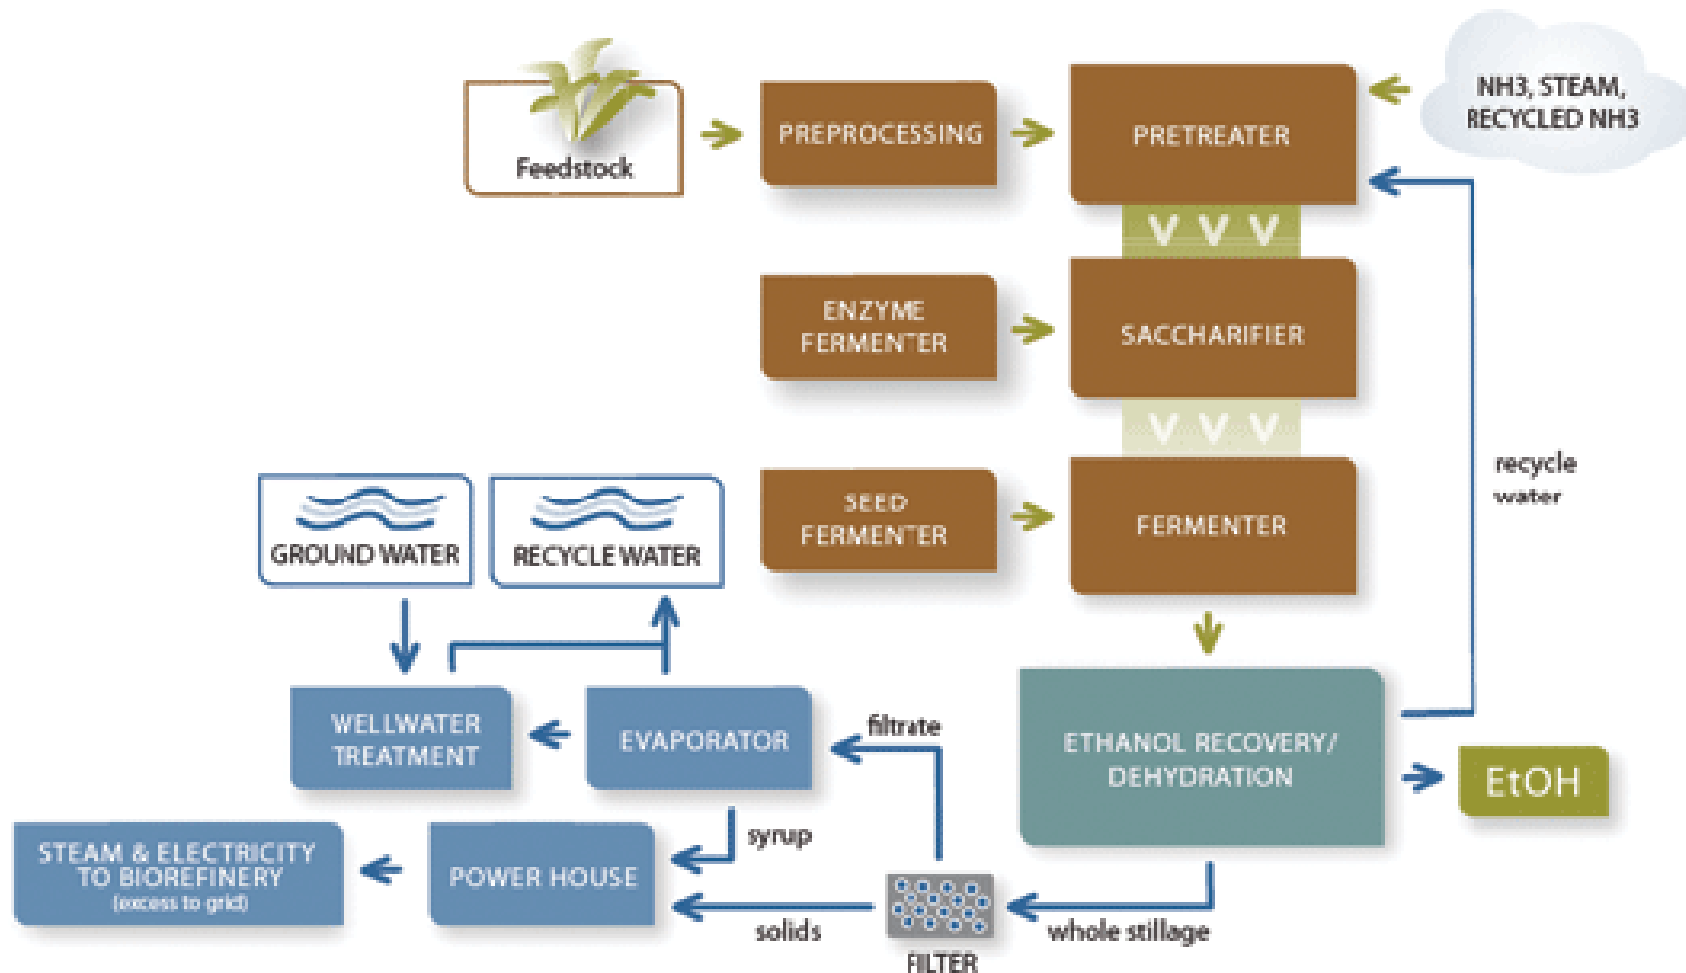 Feedstock
PREPROCESSING
PRETREATER
NH3, STEAM,
RECYCLED NH3
ENZYME
FERMENTER
SACCHARIFIER
recycle
water
GROUND WATER
RECYCLE WATER
SEED
FERMENTER
FERMENTER
WELLWATER
TREATMENT
EVAPORATOR
filtrate
ETHANOL RECOVERY/
DEHYDRATION
EtOH
syrup
STEAM & ELECTRICITY
TO BIOREFINERY
(excess to grid)
POWER HOUSE
solids
whole stillage
FILTER